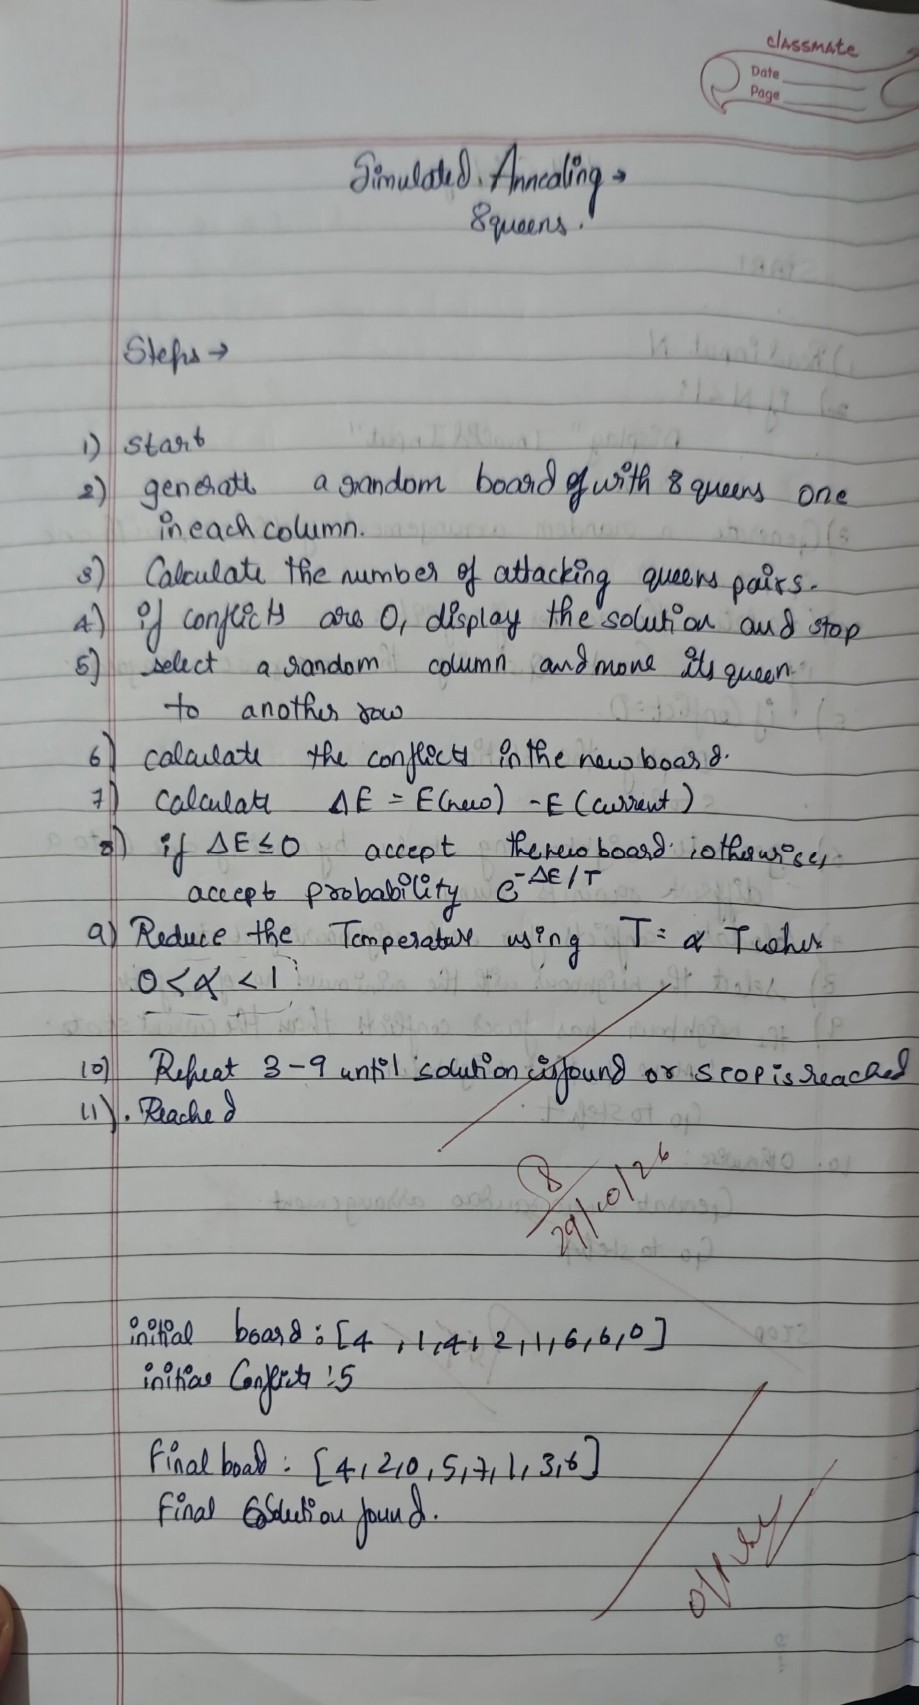 classmate
Date
Page
Simulated Annealing →
8queens.
Steps →
1) Start
2) generate a random board of with 8 queens one
in each column.
3) Calculate the number of attacking queens pairs.
4) if conflicts are 0, display the solution and stop
5) select a random column and move its queen
to another row
6) calculate the conflicts in the new board.
7) calculate ΔE = E(new) - E(current)
8) if ΔE ≤ 0 accept the new board; otherwise,
accept probability e^-ΔE/T
9) Reduce the Temperature using T = α T where
0 < α < 1
10) Repeat 3-9 until solution is found or stop is reached
11). Reached
8
29/10/26
initial board : [4, 1, 4, 2, 1, 6, 6, 0]
initial Conflicts : 5
Final board : [4, 2, 0, 5, 7, 1, 3, 6]
Final Solution found.